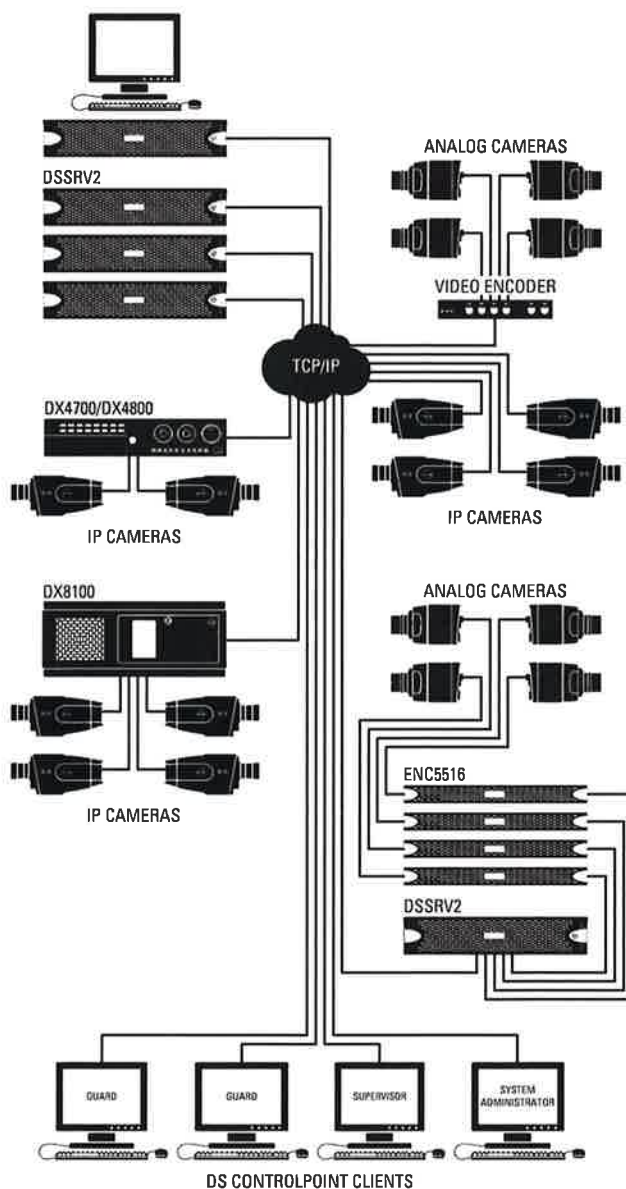 DSSRV2
ANALOG CAMERAS
VIDEO ENCODER
TCP/IP
DX4700/DX4800
IP CAMERAS
IP CAMERAS
DX8100
ANALOG CAMERAS
IP CAMERAS
ENC5516
DSSRV2
GUARD
GUARD
SUPERVISOR
SYSTEM
ADMINISTRATOR
DS CONTROLPOINT CLIENTS